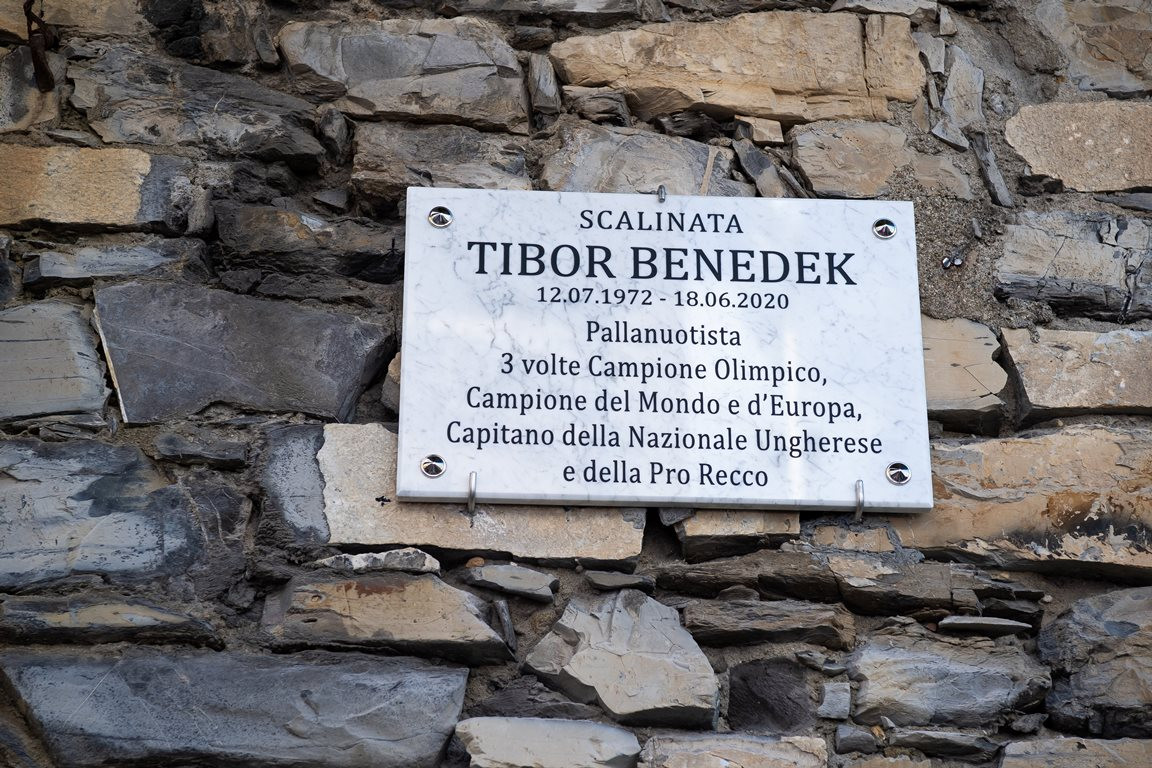 SCALINATA
TIBOR BENEDEK
12.07.1972 - 18.06.2020
Pallanuotista
3 volte Campione Olimpico,
Campione del Mondo e d’Europa,
Capitano della Nazionale Ungherese
e della Pro Recco